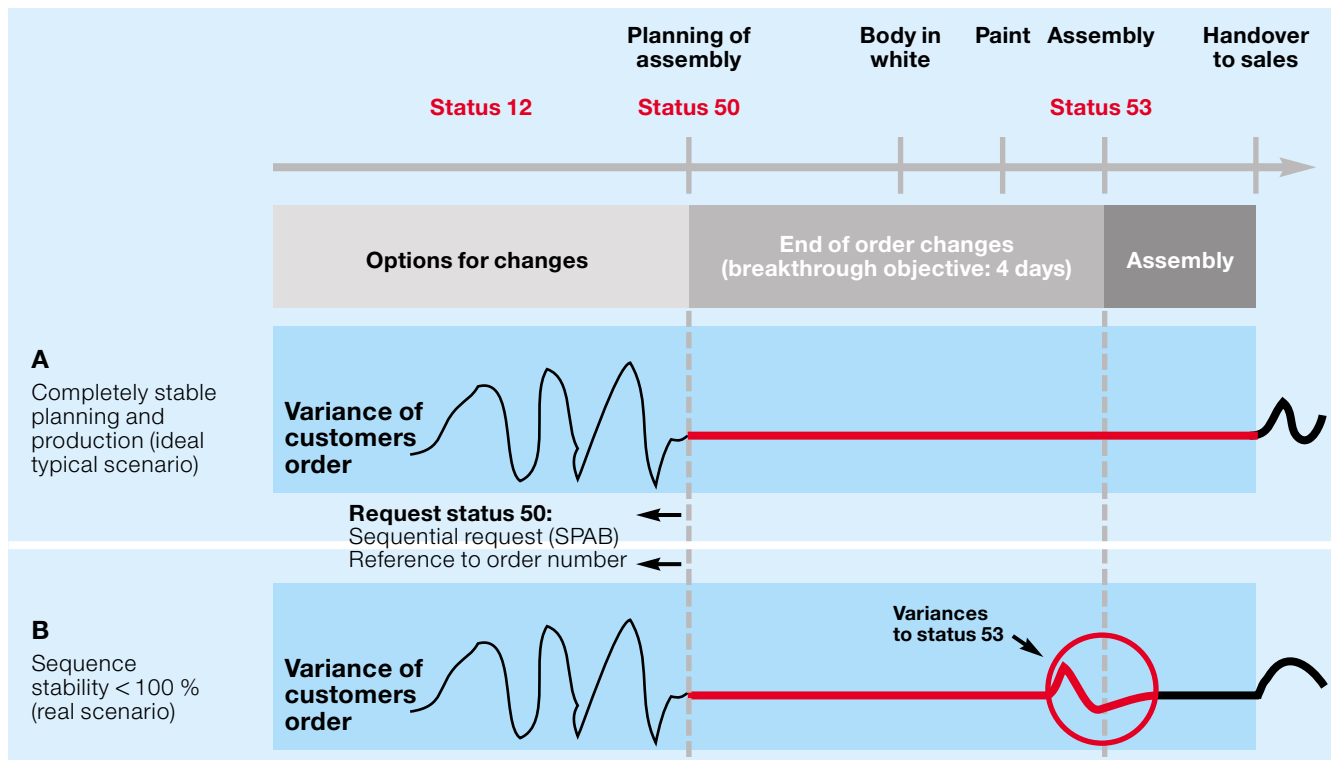 Planning of
assembly
Body in
white
Paint
Assembly
Handover
to sales
Status 12
Status 50
Status 53
Options for changes
End of order changes
(breakthrough objective: 4 days)
Assembly
A
Completely stable
planning and
production (ideal
typical scenario)
Variance of
customers
order
Request status 50:
Sequential request (SPAB)
Reference to order number
B
Sequence
stability < 100 %
(real scenario)
Variance of
customers
order
Variances
to status 53